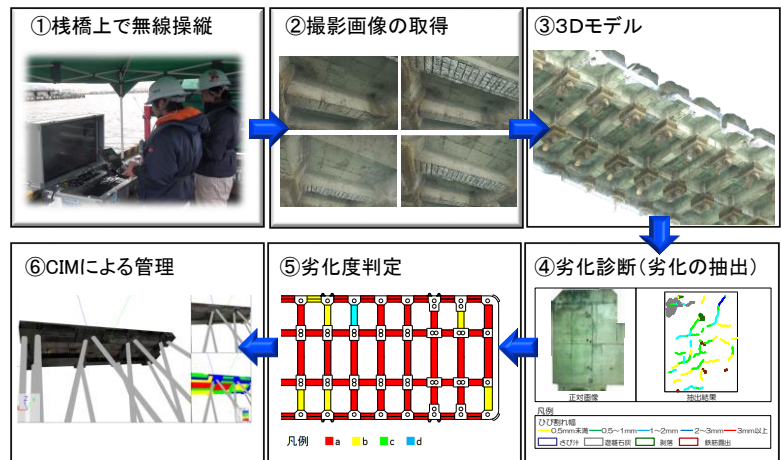 ①桟橋上で無線操縦
②撮影画像の取得
③3Dモデル
④劣化診断(劣化の抽出)
正対画像
抽出結果
凡例
ひび割れ幅
0.5mm未満 0.5～1mm 1～2mm 2～3mm 3mm以上
さび汁 遊離石灰 剥落 鉄筋露出
⑤劣化度判定
凡例 a b c d
⑥CIMによる管理